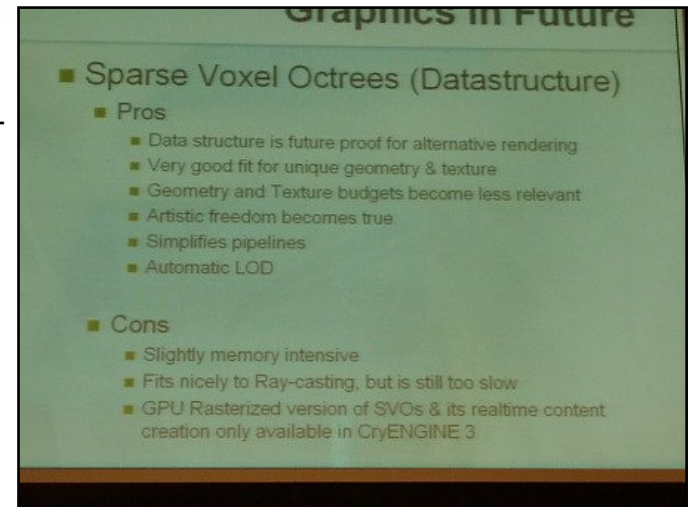 Graphics in Future
Sparse Voxel Octrees (Datastructure)
Pros
Data structure is future proof for alternative rendering
Very good fit for unique geometry & texture
Geometry and Texture budgets become less relevant
Artistic freedom becomes true
Simplifies pipelines
Automatic LOD
Cons
Slightly memory intensive
Fits nicely to Ray-casting, but is still too slow
GPU Rasterized version of SVOs & its realtime content
creation only available in CryENGINE 3